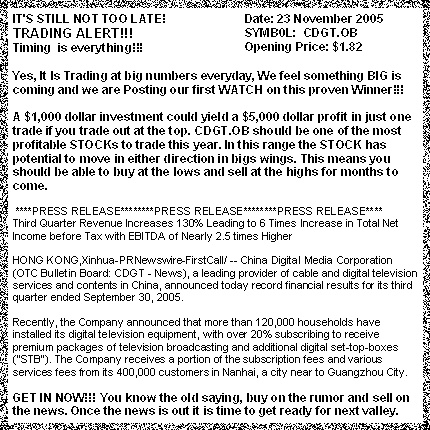 IT'S STILL NOT TOO LATE! Date: 23 November 2005
TRADING ALERT!!! SYMB0L: CDGT.OB
Timing is everything!!! Opening Price: $1.82
Yes, It Is Trading at big numbers everyday, We feel something BIG is
coming and we are Posting our first WATCH on this proven Winner!!!
A $1,000 dollar investment could yield a $5,000 dollar profit in just one
trade if you trade out at the top. CDGT.OB should be one of the most
profitable STOCKs to trade this year. In this range the STOCK has
potential to move in either direction in bigs wings. This means you
should be able to buy at the lows and sell at the highs for months to
come.
****PRESS RELEASE********PRESS RELEASE********PRESS RELEASE****
Third Quarter Revenue Increases 130% Leading to 6 Times Increase in Total Net
Income before Tax with EBITDA of Nearly 2.5 times Higher
HONG KONG,Xinhua-PRNewswire-FirstCall/ -- China Digital Media Corporation
(OTC Bulletin Board: CDGT - News), a leading provider of cable and digital television
services and contents in China, announced today record financial results for its third
quarter ended September 30, 2005.
Recently, the Company announced that more than 120,000 households have
installed its digital television equipment, with over 20% subscribing to receive
premium packages of television broadcasting and additional digital set-top-boxes
("STB"). The Company receives a portion of the subscription fees and various
services fees from its 400,000 customers in Nanhai, a city near to Guangzhou City.
GET IN NOW!!! You know the old saying, buy on the rumor and sell on
the news. Once the news is out it is time to get ready for next valley.